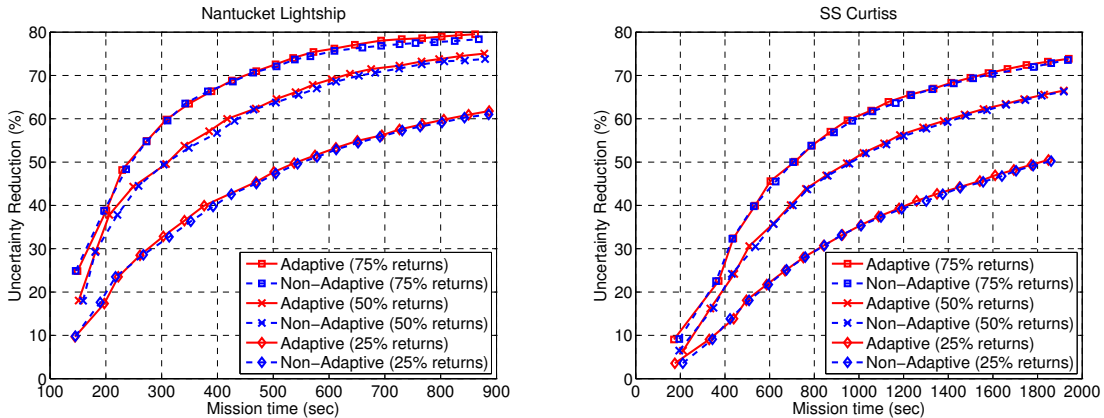 Nantucket Lightship
80
70
60
50
40
30
20
10
0
Uncertainty Reduction (%)
100 200 300 400 500 600 700 800 900
Mission time (sec)
Adaptive (75% returns)
Non−Adaptive (75% returns)
Adaptive (50% returns)
Non−Adaptive (50% returns)
Adaptive (25% returns)
Non−Adaptive (25% returns)
SS Curtiss
80
70
60
50
40
30
20
10
0
Uncertainty Reduction (%)
0 200 400 600 800 1000 1200 1400 1600 1800 2000
Mission time (sec)
Adaptive (75% returns)
Non−Adaptive (75% returns)
Adaptive (50% returns)
Non−Adaptive (50% returns)
Adaptive (25% returns)
Non−Adaptive (25% returns)